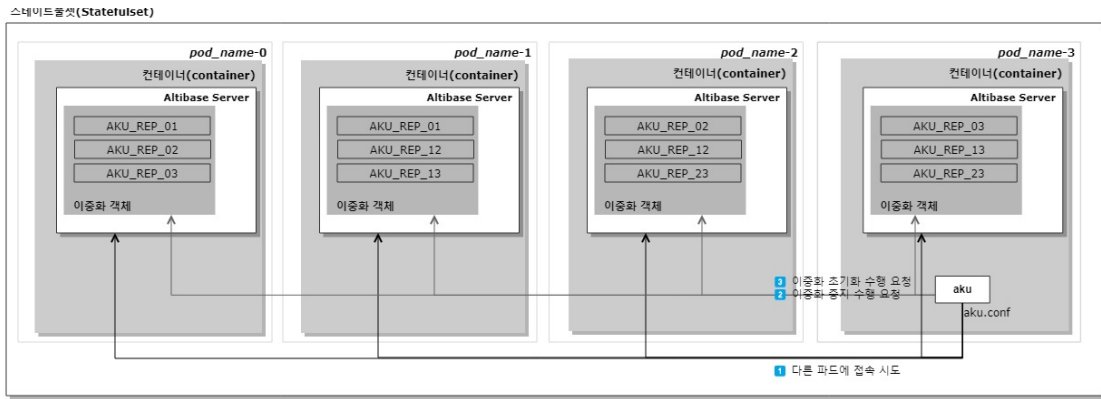 스테이트풀셋(Statefulset)
pod_name-0
컨테이너(container)
Altibase Server
AKU_REP_01
AKU_REP_02
AKU_REP_03
이중화 객체
pod_name-1
컨테이너(container)
Altibase Server
AKU_REP_01
AKU_REP_12
AKU_REP_13
이중화 객체
pod_name-2
컨테이너(container)
Altibase Server
AKU_REP_02
AKU_REP_12
AKU_REP_23
이중화 객체
pod_name-3
컨테이너(container)
Altibase Server
AKU_REP_03
AKU_REP_13
AKU_REP_23
이중화 객체
3 이중화 초기화 수행 요청
2 이중화 중지 수행 요청
aku
aku.conf
1 다른 파드에 접속 시도